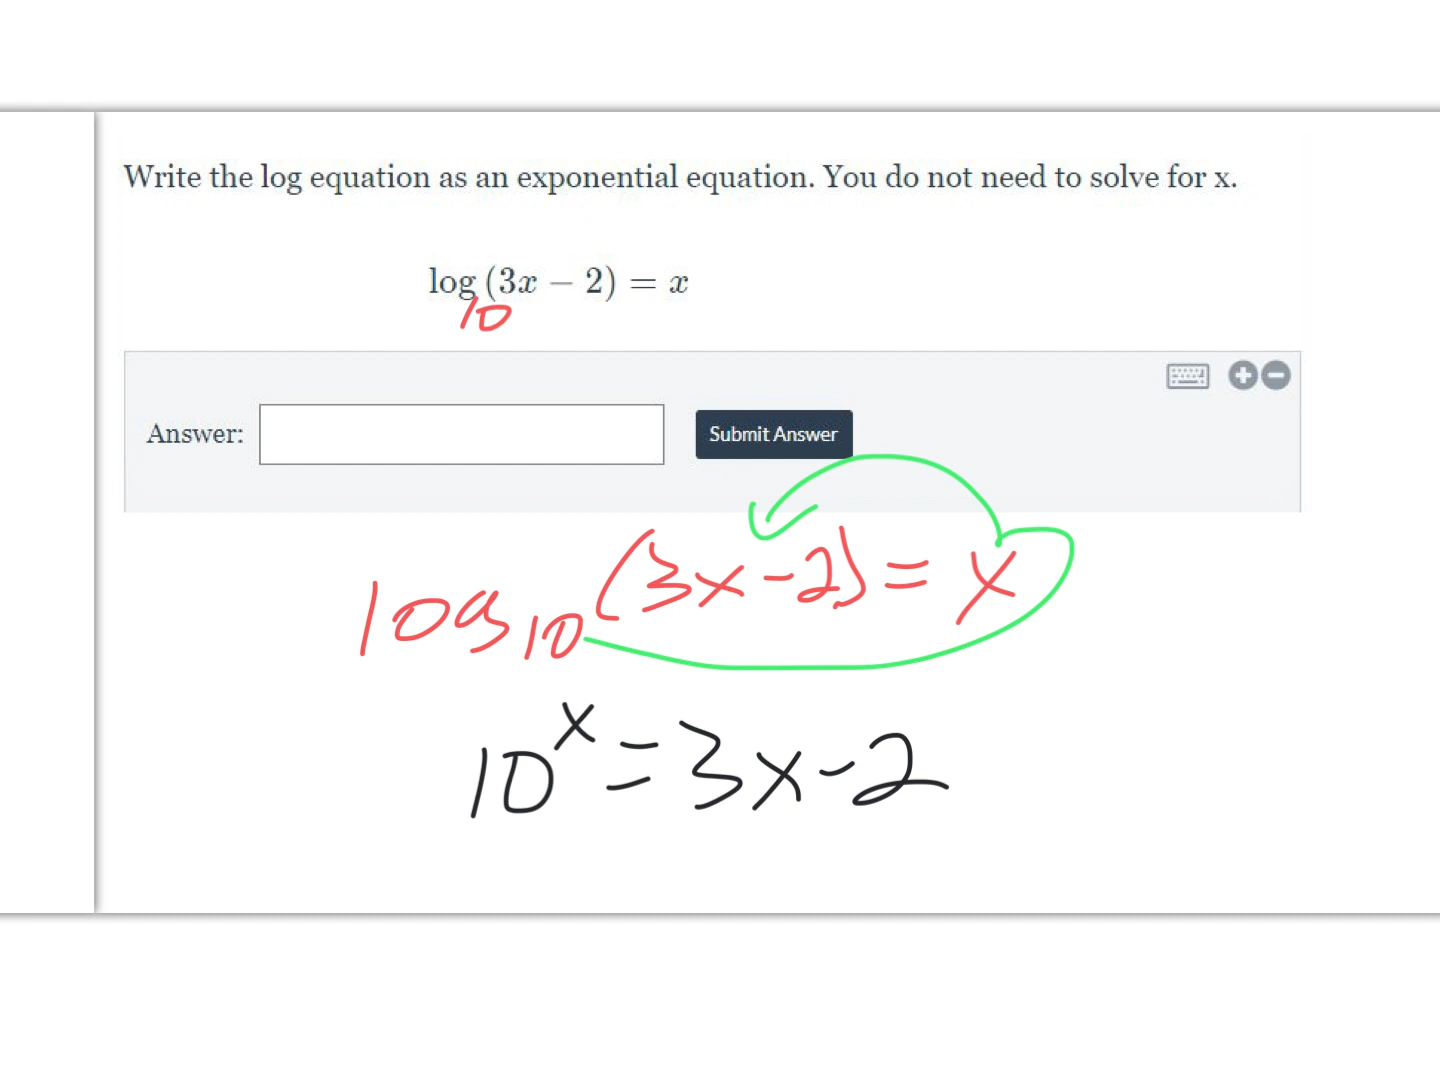 Write the log equation as an exponential equation. You do not need to solve for x.
log (3x − 2) = x
10
Answer:
Submit Answer
log₁₀(3x-2)=x
10ˣ=3x-2